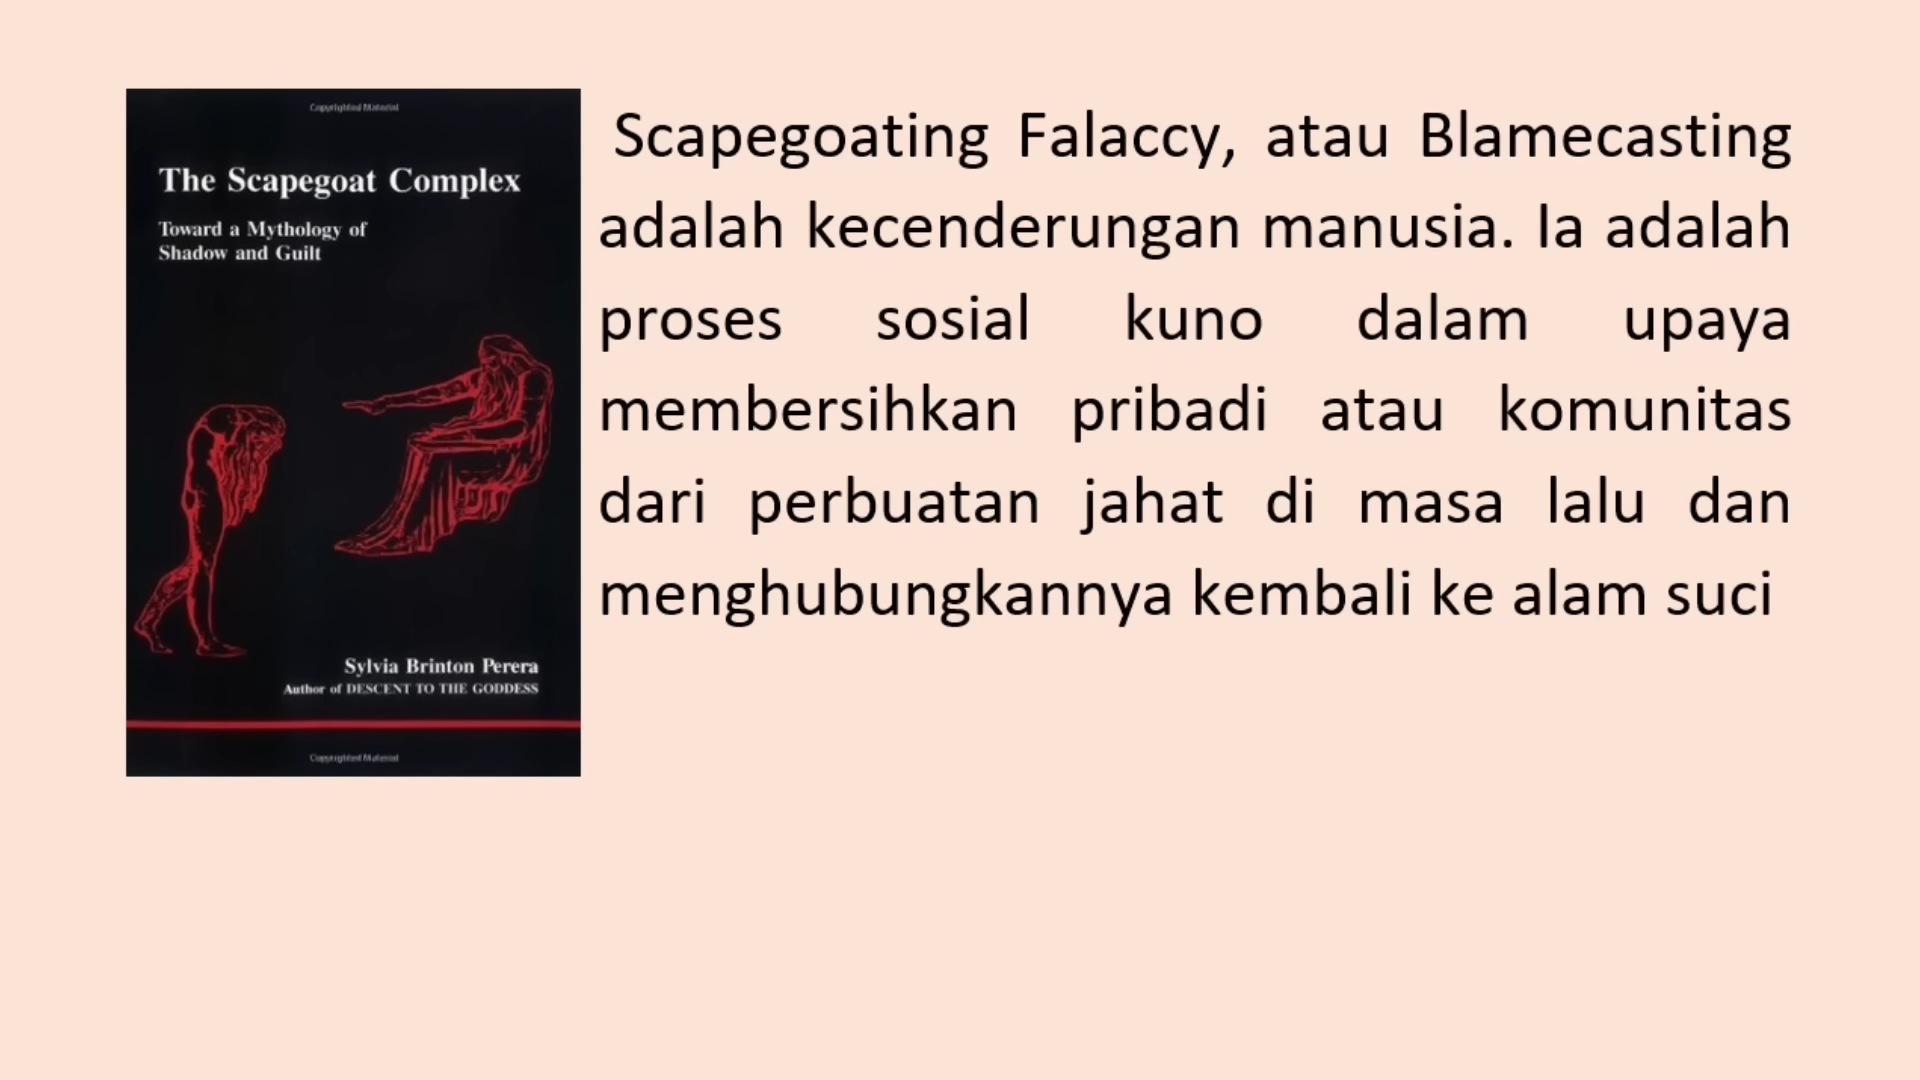 Copyrighted Material
The Scapegoat Complex
Toward a Mythology of
Shadow and Guilt
Sylvia Brinton Perera
Author of DESCENT TO THE GODDESS
Copyrighted Material
Scapegoating Falaccy, atau Blamecasting
adalah kecenderungan manusia. Ia adalah
proses sosial kuno dalam upaya
membersihkan pribadi atau komunitas
dari perbuatan jahat di masa lalu dan
menghubungkannya kembali ke alam suci